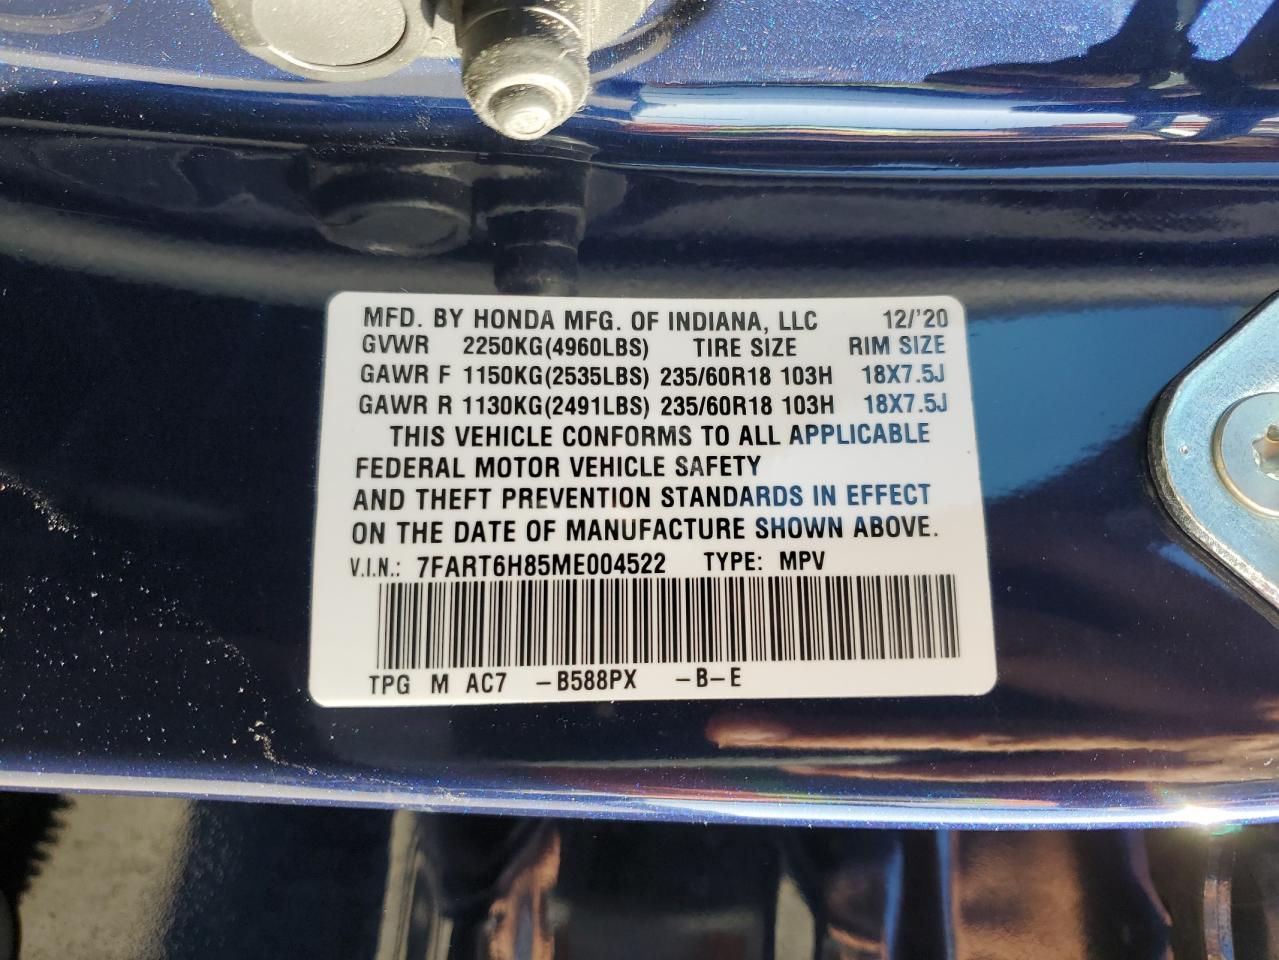 MFD. BY HONDA MFG. OF INDIANA, LLC 12/'20
GVWR 2250KG(4960LBS) TIRE SIZE RIM SIZE
GAWR F 1150KG(2535LBS) 235/60R18 103H 18X7.5J
GAWR R 1130KG(2491LBS) 235/60R18 103H 18X7.5J
THIS VEHICLE CONFORMS TO ALL APPLICABLE
FEDERAL MOTOR VEHICLE SAFETY
AND THEFT PREVENTION STANDARDS IN EFFECT
ON THE DATE OF MANUFACTURE SHOWN ABOVE.
V.I.N.: 7FART6H85ME004522 TYPE: MPV
TPG M AC7 -B588PX -B-E